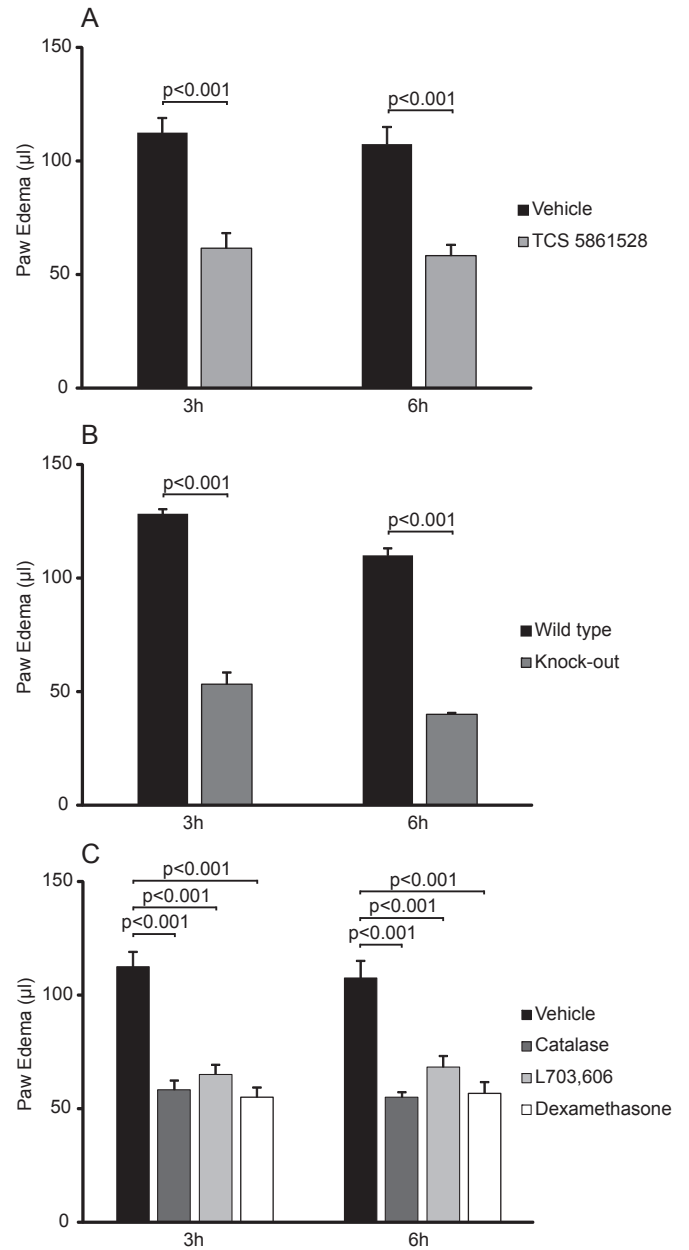 A
150
p<0.001
p<0.001
100
Paw Edema (µl)
Vehicle
TCS 5861528
50
0
3h
6h
B
150
p<0.001
p<0.001
100
Paw Edema (µl)
Wild type
Knock-out
50
0
3h
6h
C
150
p<0.001
p<0.001
p<0.001
p<0.001
p<0.001
p<0.001
100
Paw Edema (µl)
Vehicle
Catalase
L703,606
Dexamethasone
50
0
3h
6h